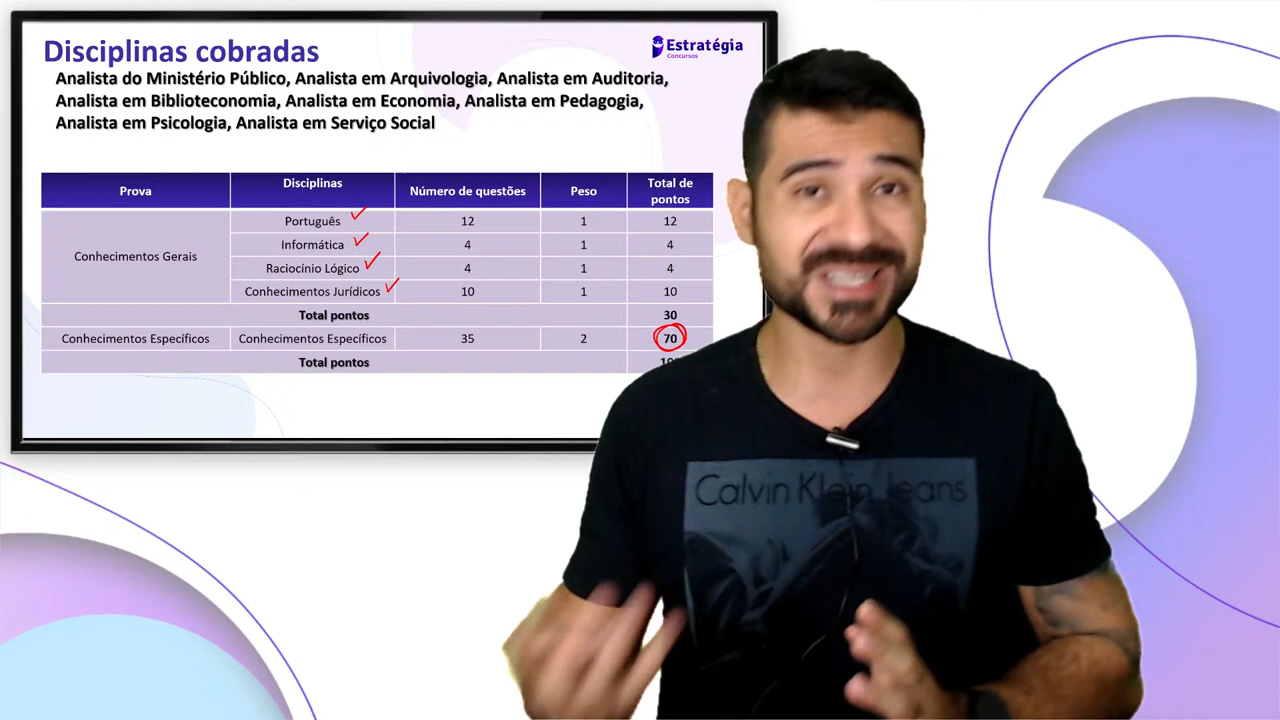 Disciplinas cobradas
Estratégia
Concursos
Analista do Ministério Público, Analista em Arquivologia, Analista em Auditoria,
Analista em Biblioteconomia, Analista em Economia, Analista em Pedagogia,
Analista em Psicologia, Analista em Serviço Social
Prova Disciplinas Número de questões Peso Total de pontos
Conhecimentos Gerais
Português 12 1 12
Informática 4 1 4
Raciocínio Lógico 4 1 4
Conhecimentos Jurídicos 10 1 10
Total pontos 30
Conhecimentos Específicos Conhecimentos Específicos 35 2 70
Total pontos
Calvin Klein Jeans